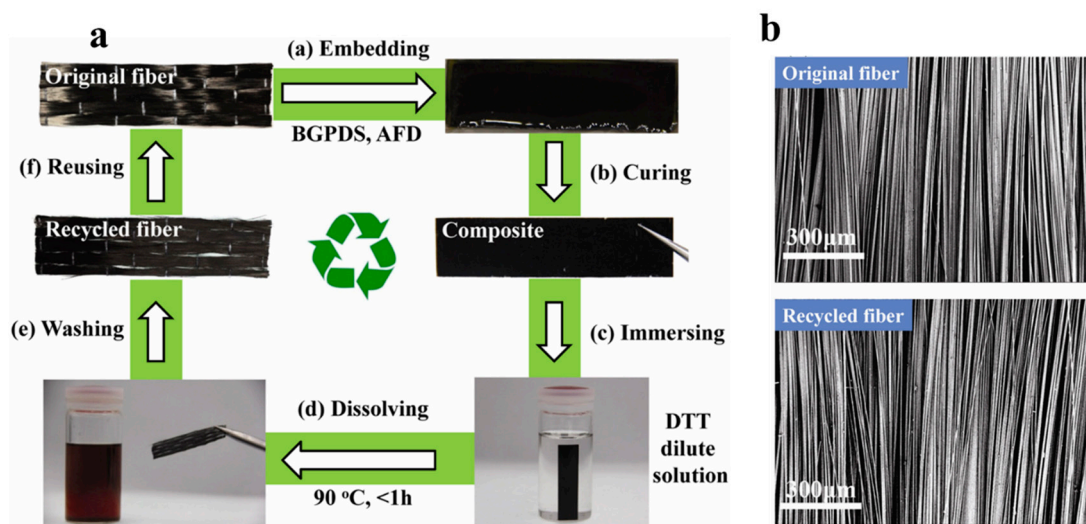 a
(a) Embedding
Original fiber
BGPDS, AFD
(f) Reusing
(b) Curing
Recycled fiber
Composite
(e) Washing
(c) Immersing
(d) Dissolving
90 °C, <1h
DTT
dilute
solution
b
Original fiber
300μm
Recycled fiber
300μm